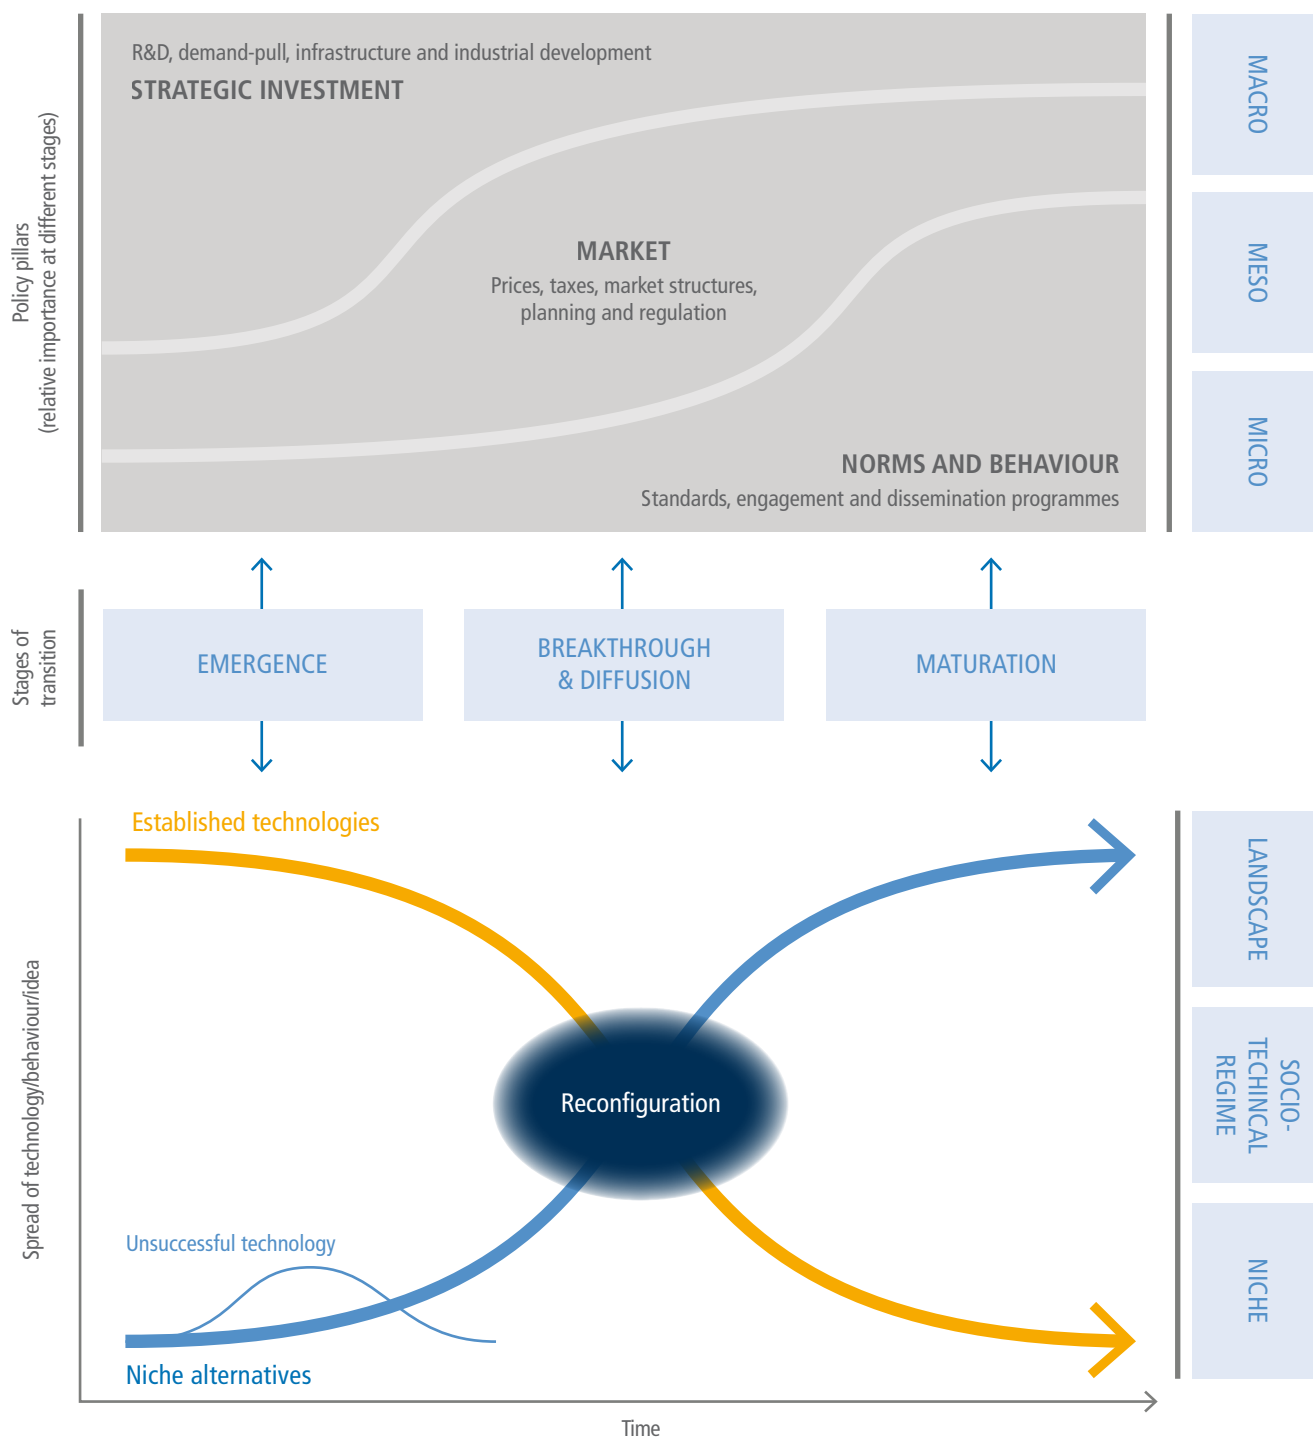 Policy pillars
(relative importance at different stages)
R&D, demand-pull, infrastructure and industrial development
STRATEGIC INVESTMENT
MARKET
Prices, taxes, market structures,
planning and regulation
NORMS AND BEHAVIOUR
Standards, engagement and dissemination programmes
MACRO
MESO
MICRO
Stages of
transition
EMERGENCE
BREAKTHROUGH
& DIFFUSION
MATURATION
Spread of technology/behaviour/idea
Established technologies
Reconfiguration
Unsuccessful technology
Niche alternatives
Time
LANDSCAPE
SOCIO-
TECHINCAL
REGIME
NICHE